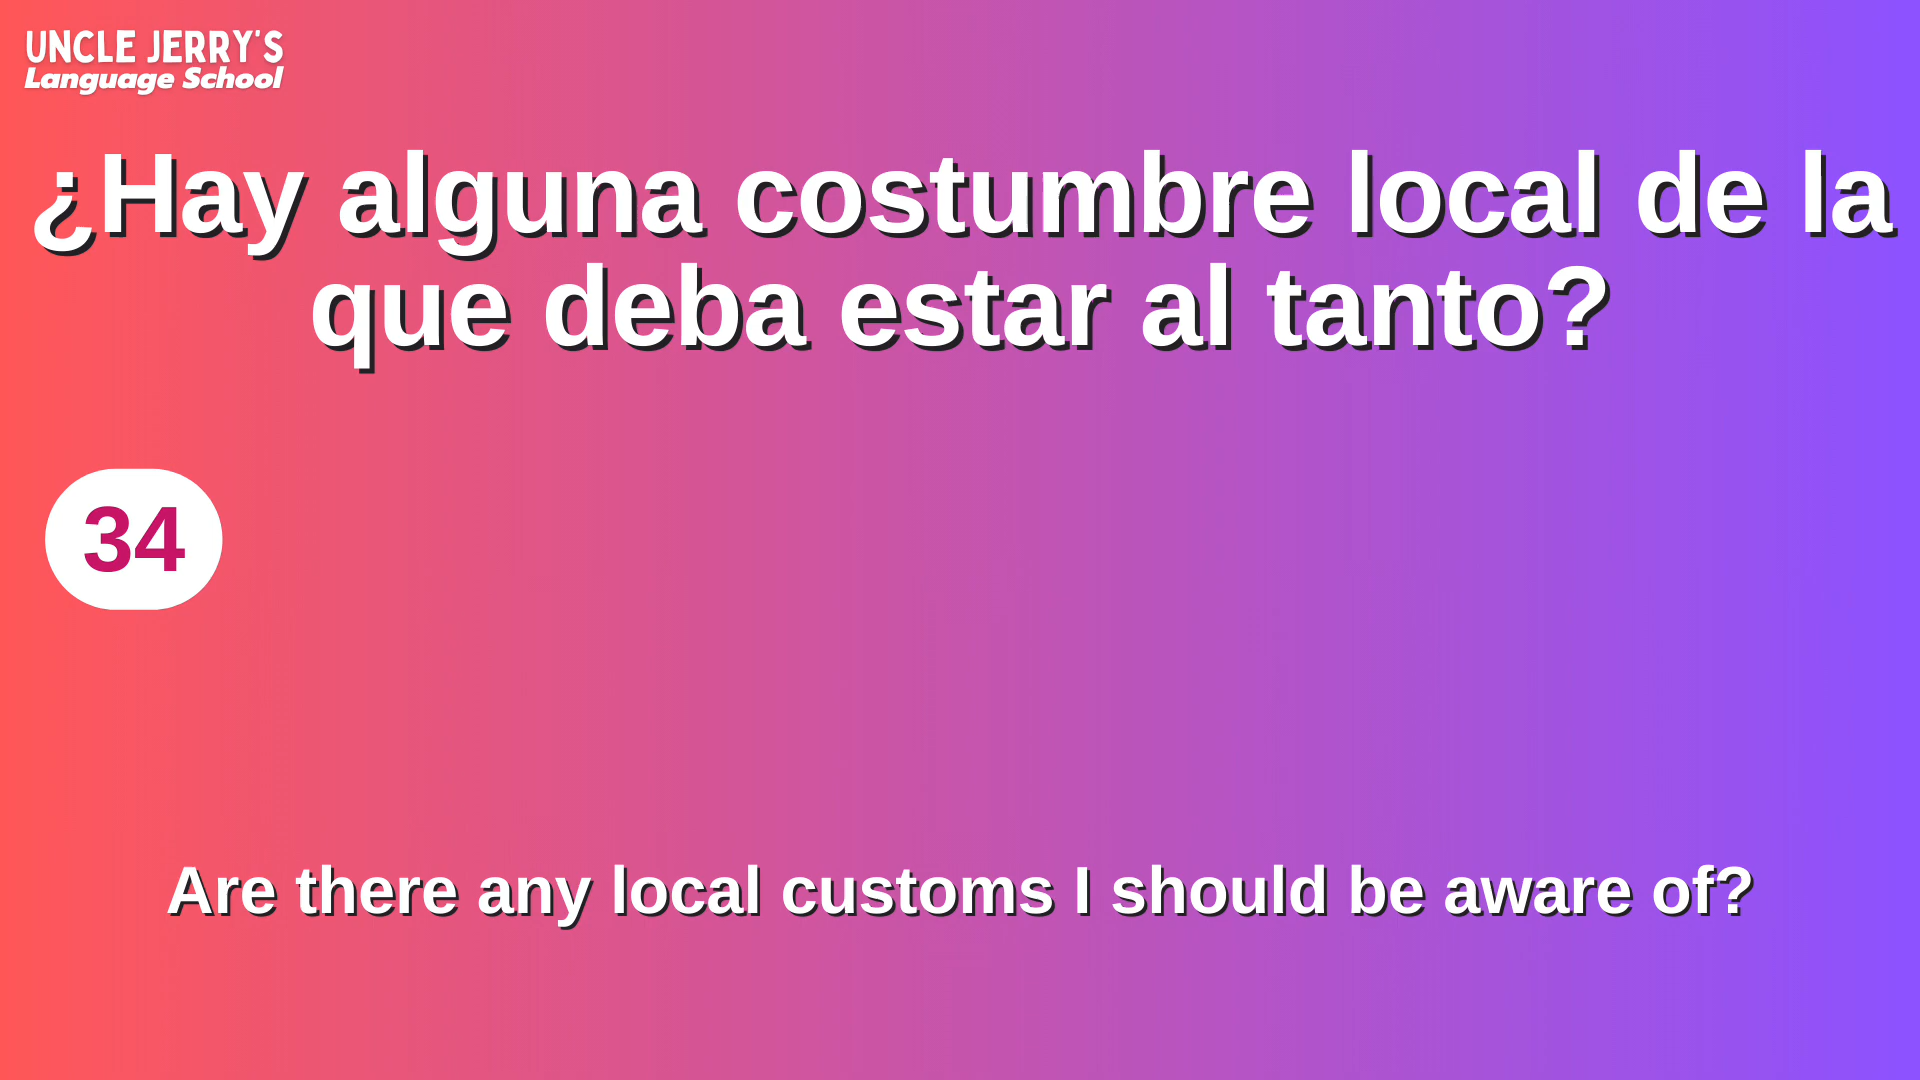 UNCLE JERRY'S
Language School
¿Hay alguna costumbre local de la
que deba estar al tanto?
34
Are there any local customs I should be aware of?